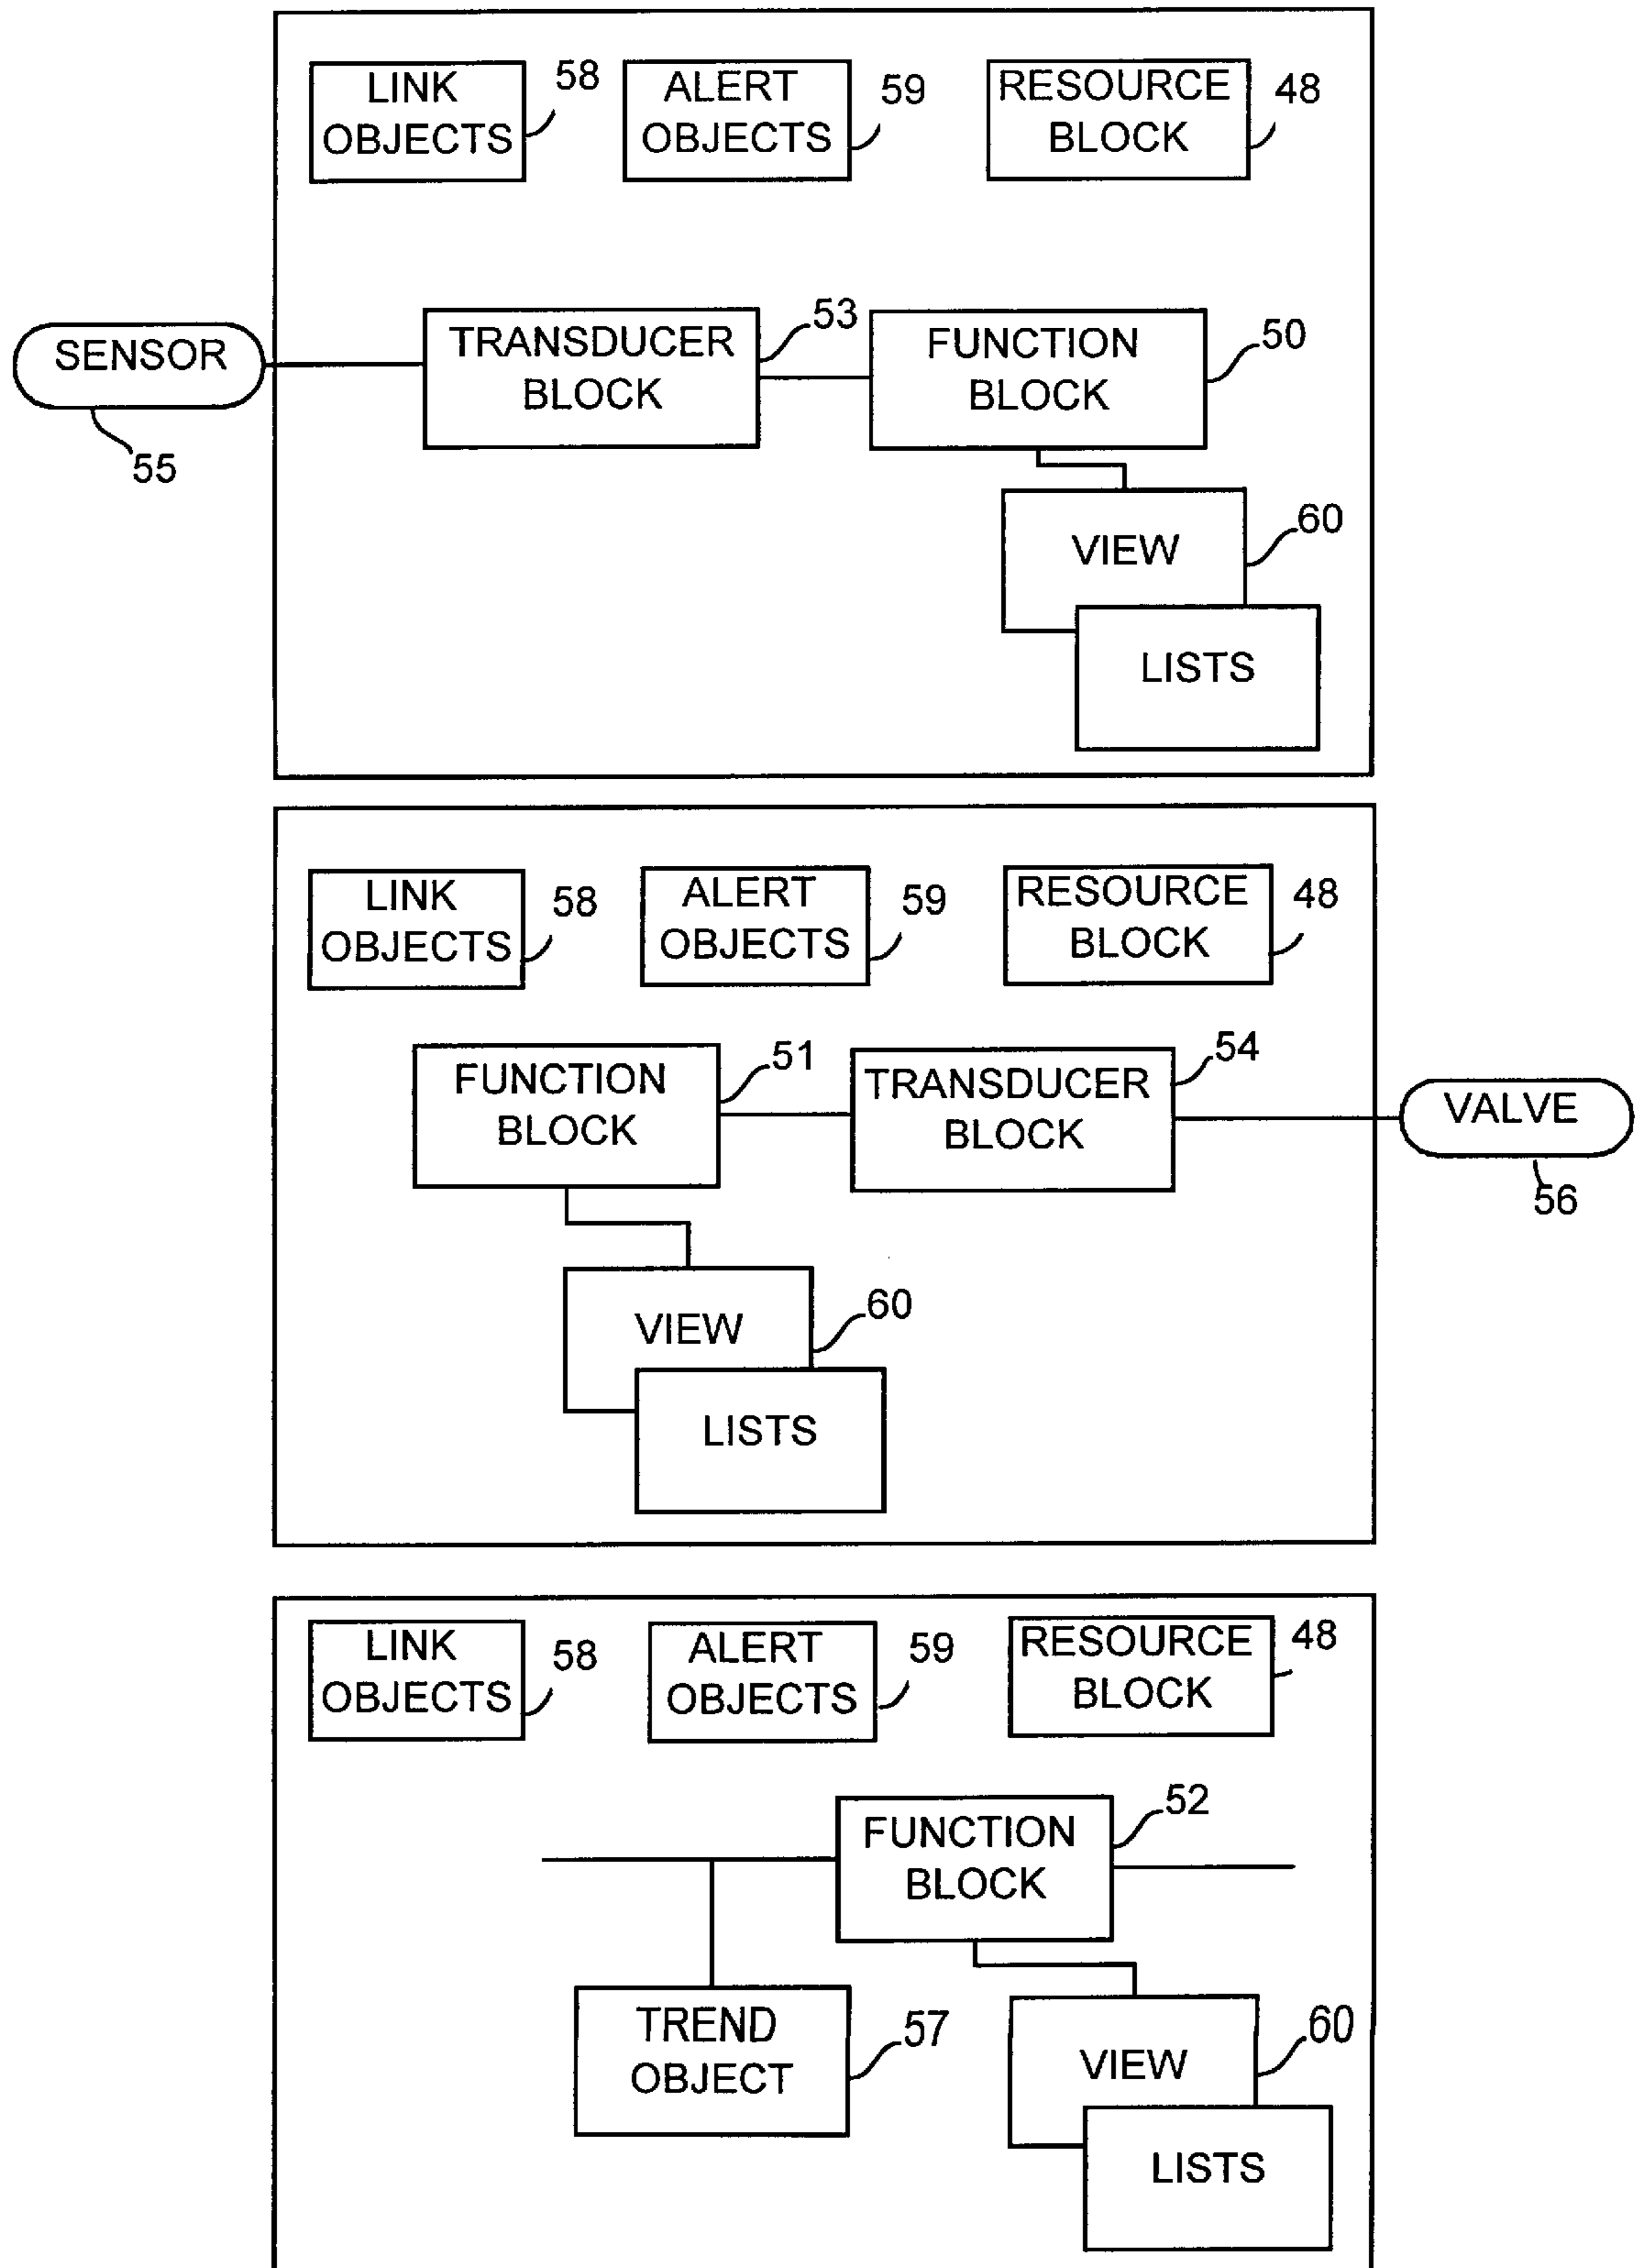 LINK
OBJECTS
58
ALERT
OBJECTS
59
RESOURCE
BLOCK
48
SENSOR
55
TRANSDUCER
BLOCK
53
FUNCTION
BLOCK
50
VIEW
60
LISTS
LINK
OBJECTS
58
ALERT
OBJECTS
59
RESOURCE
BLOCK
48
FUNCTION
BLOCK
51
TRANSDUCER
BLOCK
54
VALVE
56
VIEW
60
LISTS
LINK
OBJECTS
58
ALERT
OBJECTS
59
RESOURCE
BLOCK
48
FUNCTION
BLOCK
52
TREND
OBJECT
57
VIEW
60
LISTS